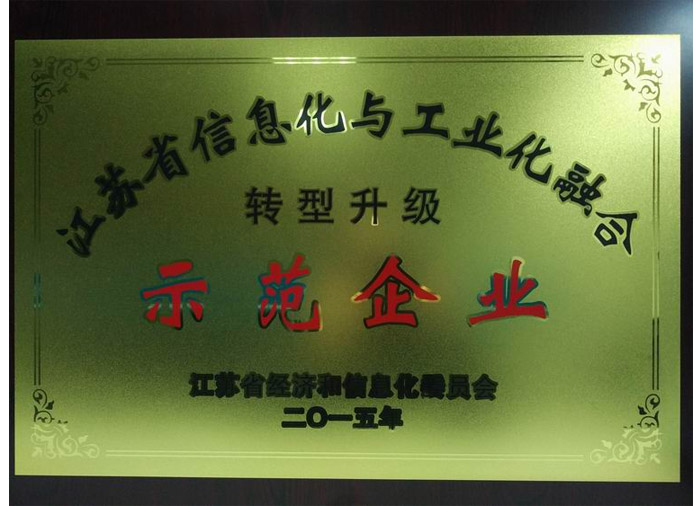 江苏省信息化与工业化融合
转型升级
示范企业
江苏省经济和信息化委员会
二〇一五年